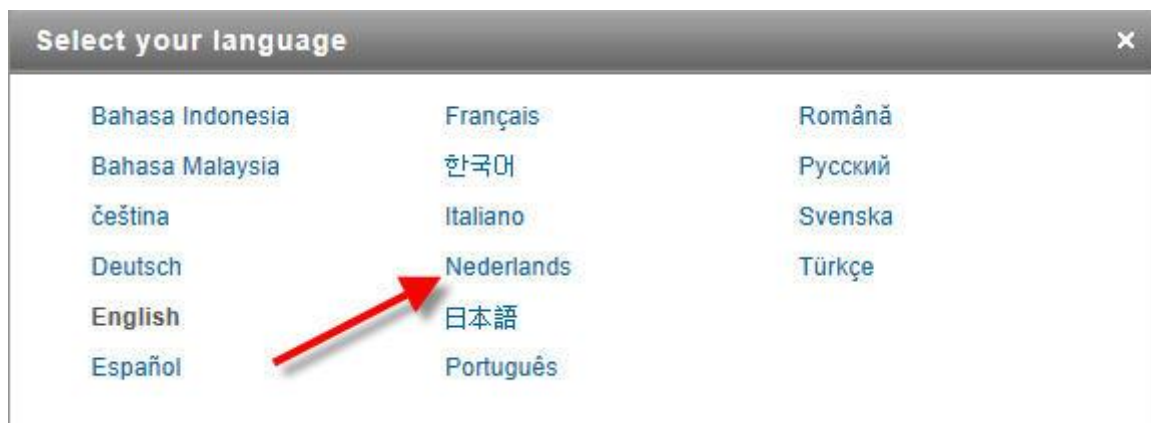 Select your language
Bahasa Indonesia
Bahasa Malaysia
čeština
Deutsch
English
Español
Français
한국어
Italiano
Nederlands
日本語
Português
Română
Русский
Svenska
Türkçe